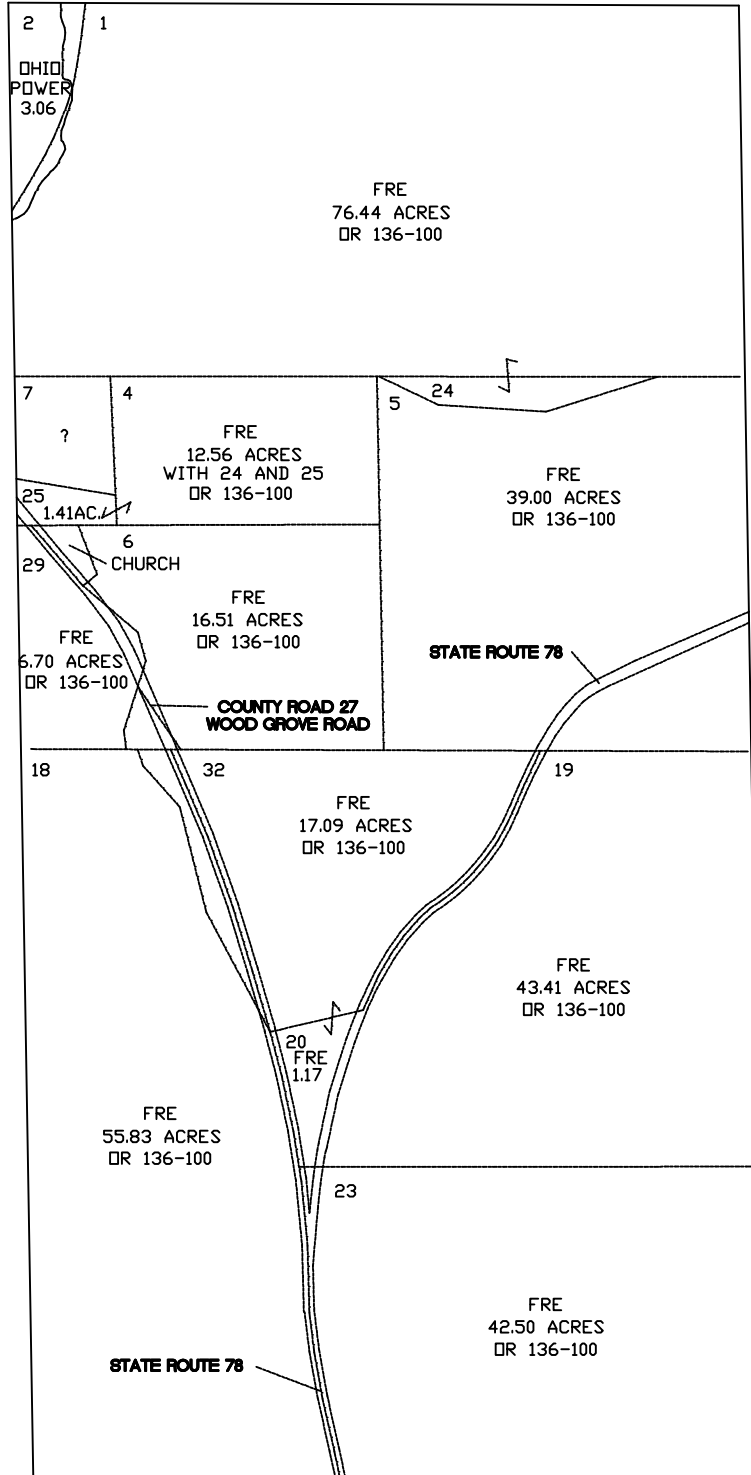 2
1
OHIO
POWER
3.06
FRE
76.44 ACRES
OR 136-100
7
4
5
24
?
FRE
12.56 ACRES
WITH 24 AND 25
OR 136-100
FRE
39.00 ACRES
OR 136-100
25
1.41AC.
6
CHURCH
29
FRE
16.51 ACRES
OR 136-100
FRE
6.70 ACRES
OR 136-100
STATE ROUTE 78
COUNTY ROAD 27
WOOD GROVE ROAD
18
32
19
FRE
17.09 ACRES
OR 136-100
FRE
43.41 ACRES
OR 136-100
20
FRE
1.17
FRE
55.83 ACRES
OR 136-100
23
FRE
42.50 ACRES
OR 136-100
STATE ROUTE 78